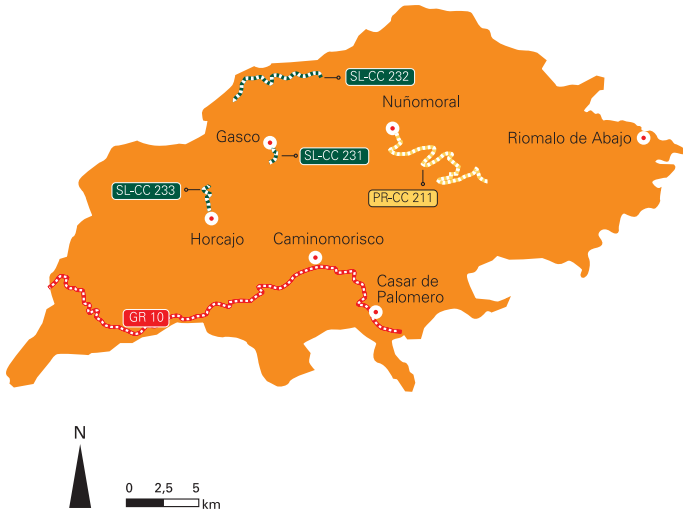 SL-CC 232
Nuñomoral
Gasco
Riomalo de Abajo
SL-CC 231
SL-CC 233
PR-CC 211
Horcajo
Caminomorisco
Casar de
Palomero
GR 10
N
0 2,5 5
km